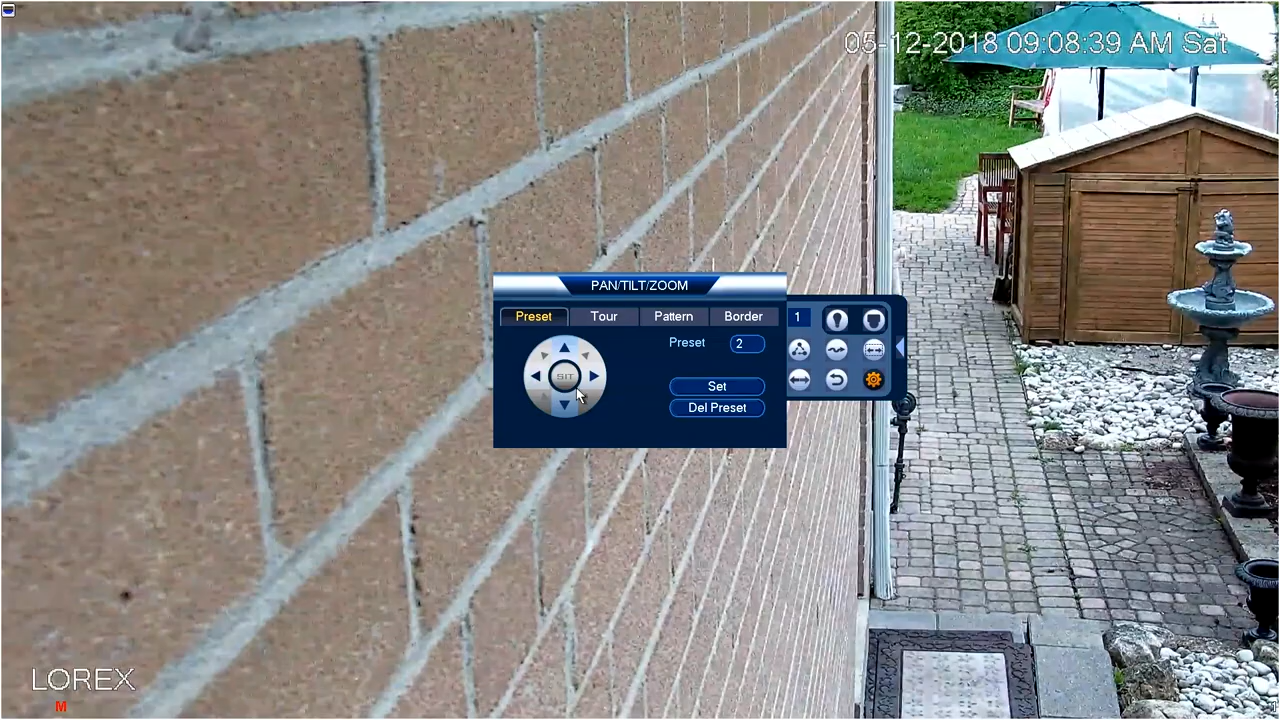 05-12-2018 09:08:39 AM Sat
PAN/TILT/ZOOM
Preset Tour Pattern Border
1
Preset 2
SIT
Set
Del Preset
LOREX
M